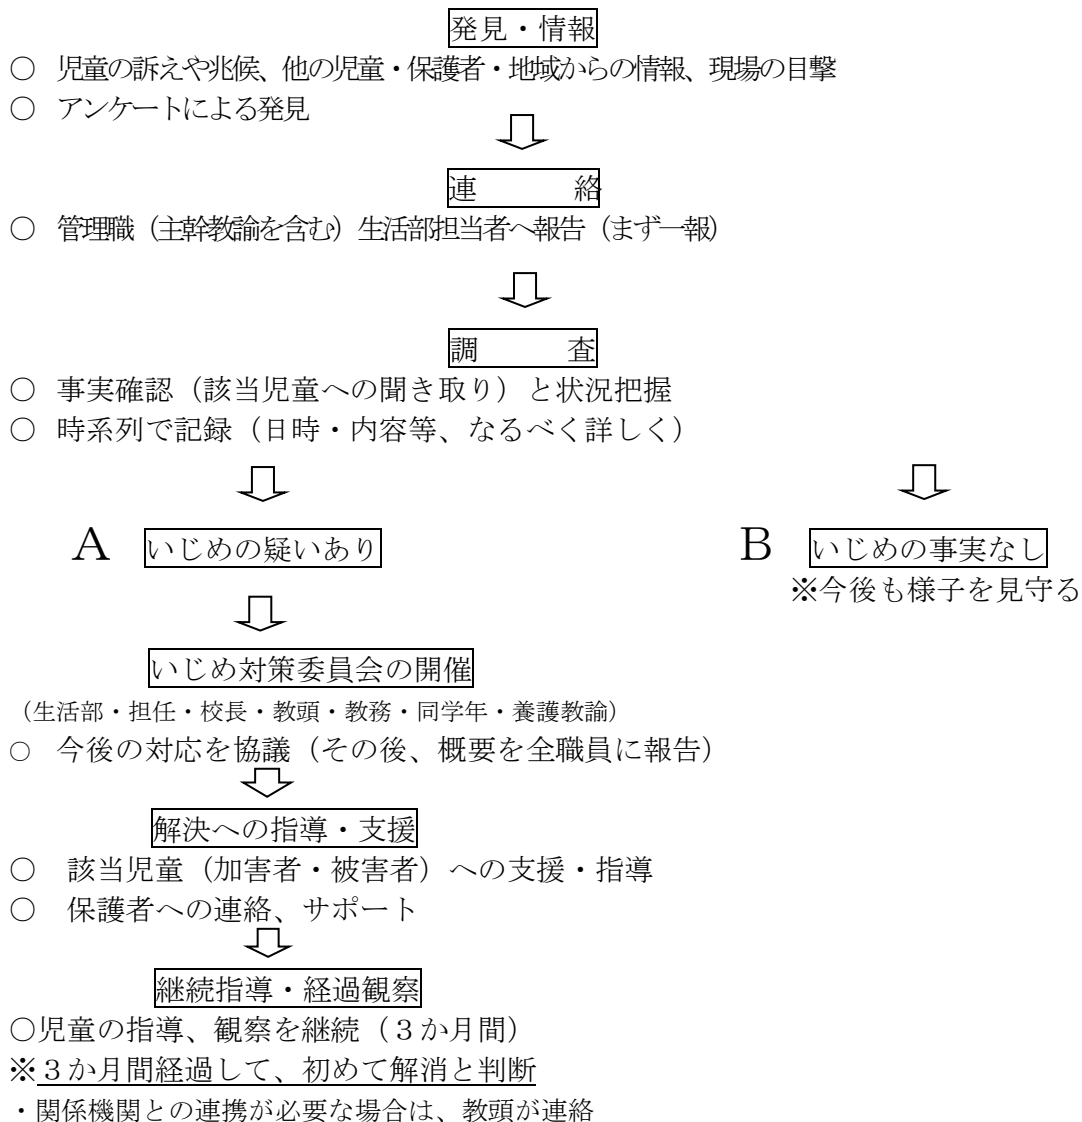 発見・情報
○ 児童の訴えや兆候、他の児童・保護者・地域からの情報、現場の目撃
○ アンケートによる発見
連 絡
○ 管理職（主幹教諭を含む）生活部担当者へ報告（まず一報）
調 査
○ 事実確認（該当児童への聞き取り）と状況把握
○ 時系列で記録（日時・内容等、なるべく詳しく）
A いじめの疑いあり B いじめの事実なし
※今後も様子を見守る
いじめ対策委員会の開催
（生活部・担任・校長・教頭・教務・同学年・養護教諭）
○ 今後の対応を協議（その後、概要を全職員に報告）
解決への指導・支援
○ 該当児童（加害者・被害者）への支援・指導
○ 保護者への連絡、サポート
継続指導・経過観察
○児童の指導、観察を継続（３か月間）
※３か月間経過して、初めて解消と判断
・関係機関との連携が必要な場合は、教頭が連絡